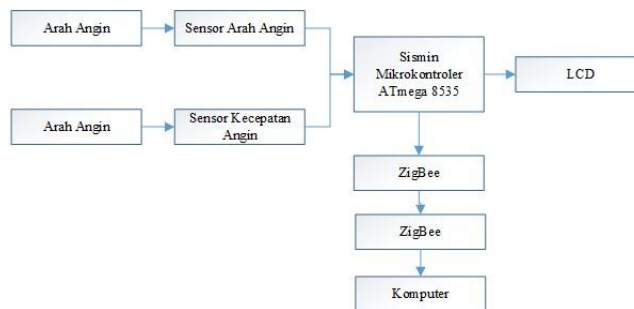 Arah Angin
Sensor Arah Angin
Sismin
Mikrokontroler
ATmega 8535
LCD
Arah Angin
Sensor Kecepatan
Angin
ZigBee
ZigBee
Komputer